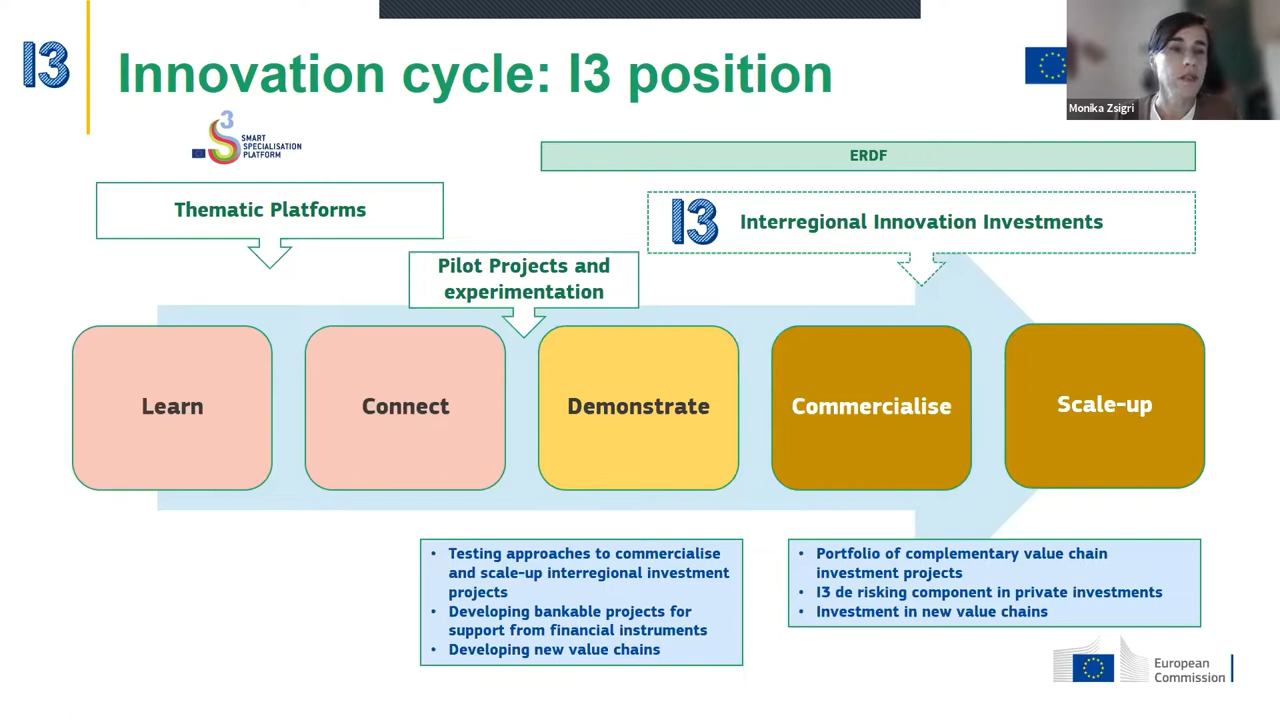 I3
Innovation cycle: I3 position
Monika Zsigri
3
S
SMART
SPECIALISATION
PLATFORM
ERDF
Thematic Platforms
I3 Interregional Innovation Investments
Pilot Projects and
experimentation
Learn
Connect
Demonstrate
Commercialise
Scale-up
• Testing approaches to commercialise
and scale-up interregional investment
projects
• Developing bankable projects for
support from financial instruments
• Developing new value chains
• Portfolio of complementary value chain
investment projects
• I3 de risking component in private investments
• Investment in new value chains
European
Commission